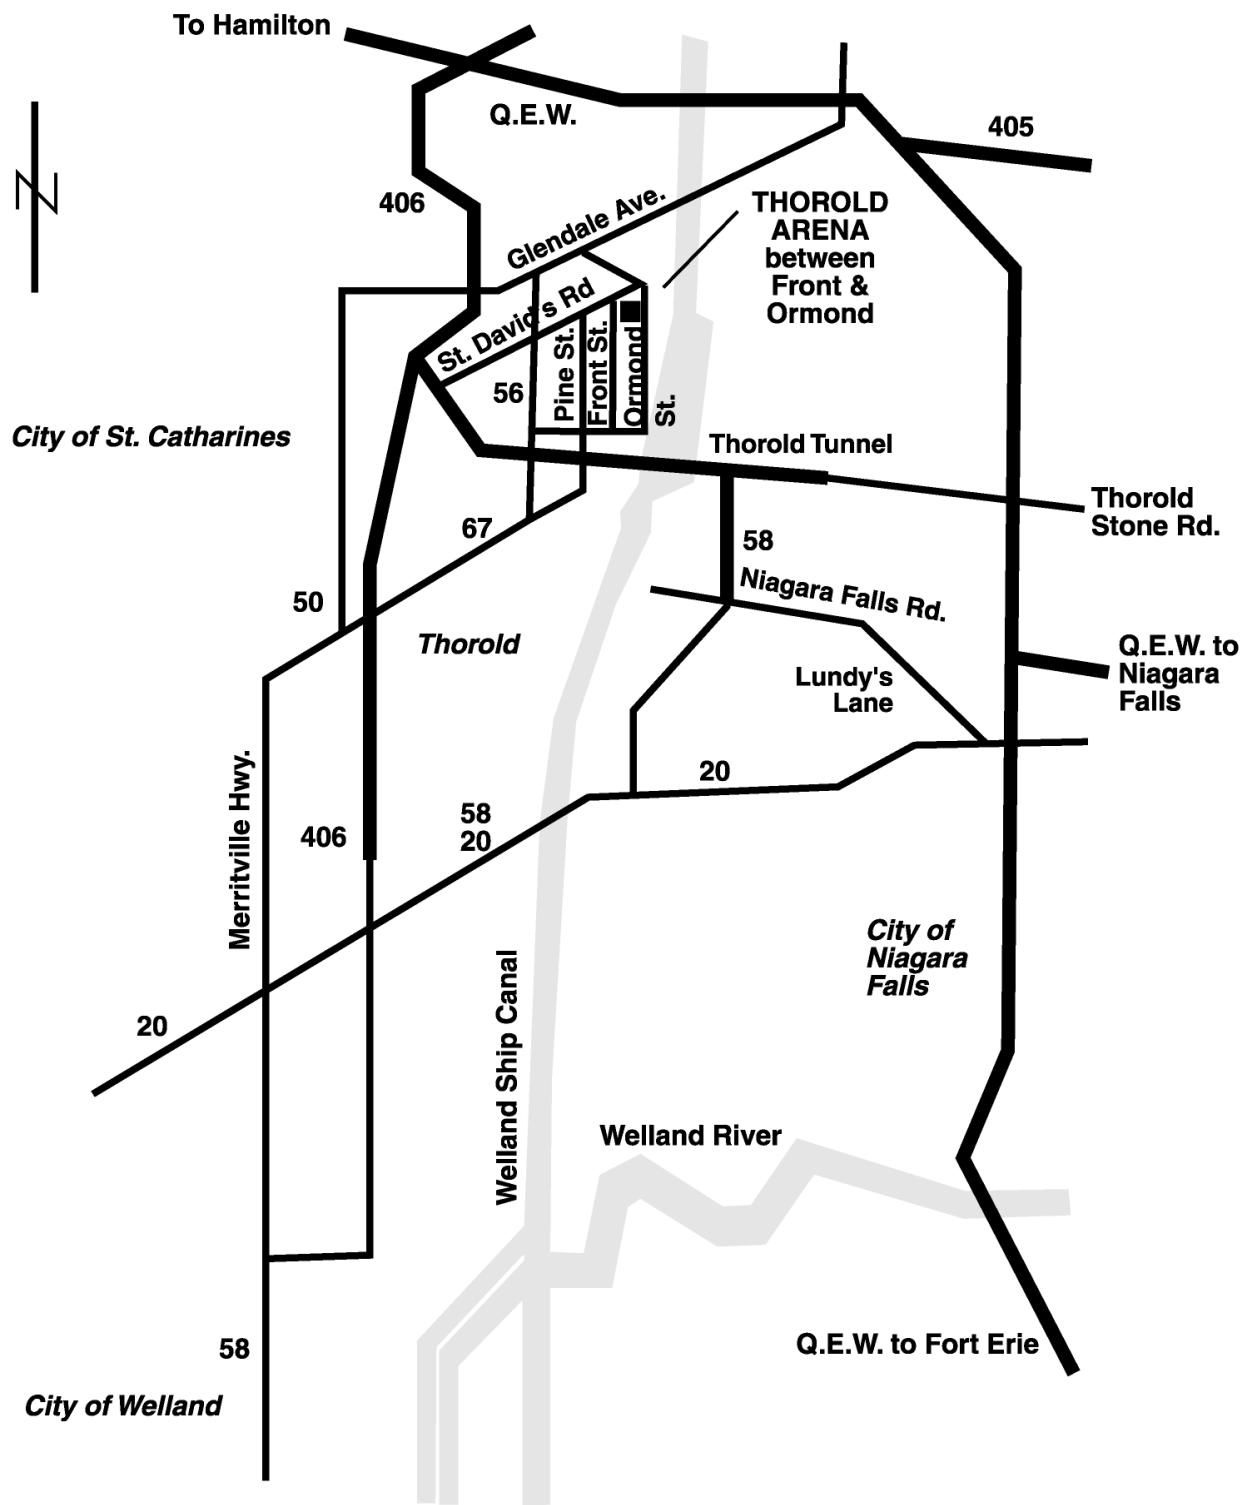 To Hamilton
Q.E.W.
405
406
N
Glendale Ave.
THOROLD
ARENA
between
Front &
Ormond
St. David's Rd
56
Pine St.
Front St.
Ormond
St.
City of St. Catharines
Thorold Tunnel
Thorold
Stone Rd.
67
58
Niagara Falls Rd.
50
Thorold
Q.E.W. to
Niagara
Falls
Lundy's
Lane
20
Merritville Hwy.
58
20
406
City of
Niagara
Falls
20
Welland Ship Canal
Welland River
58
Q.E.W. to Fort Erie
City of Welland